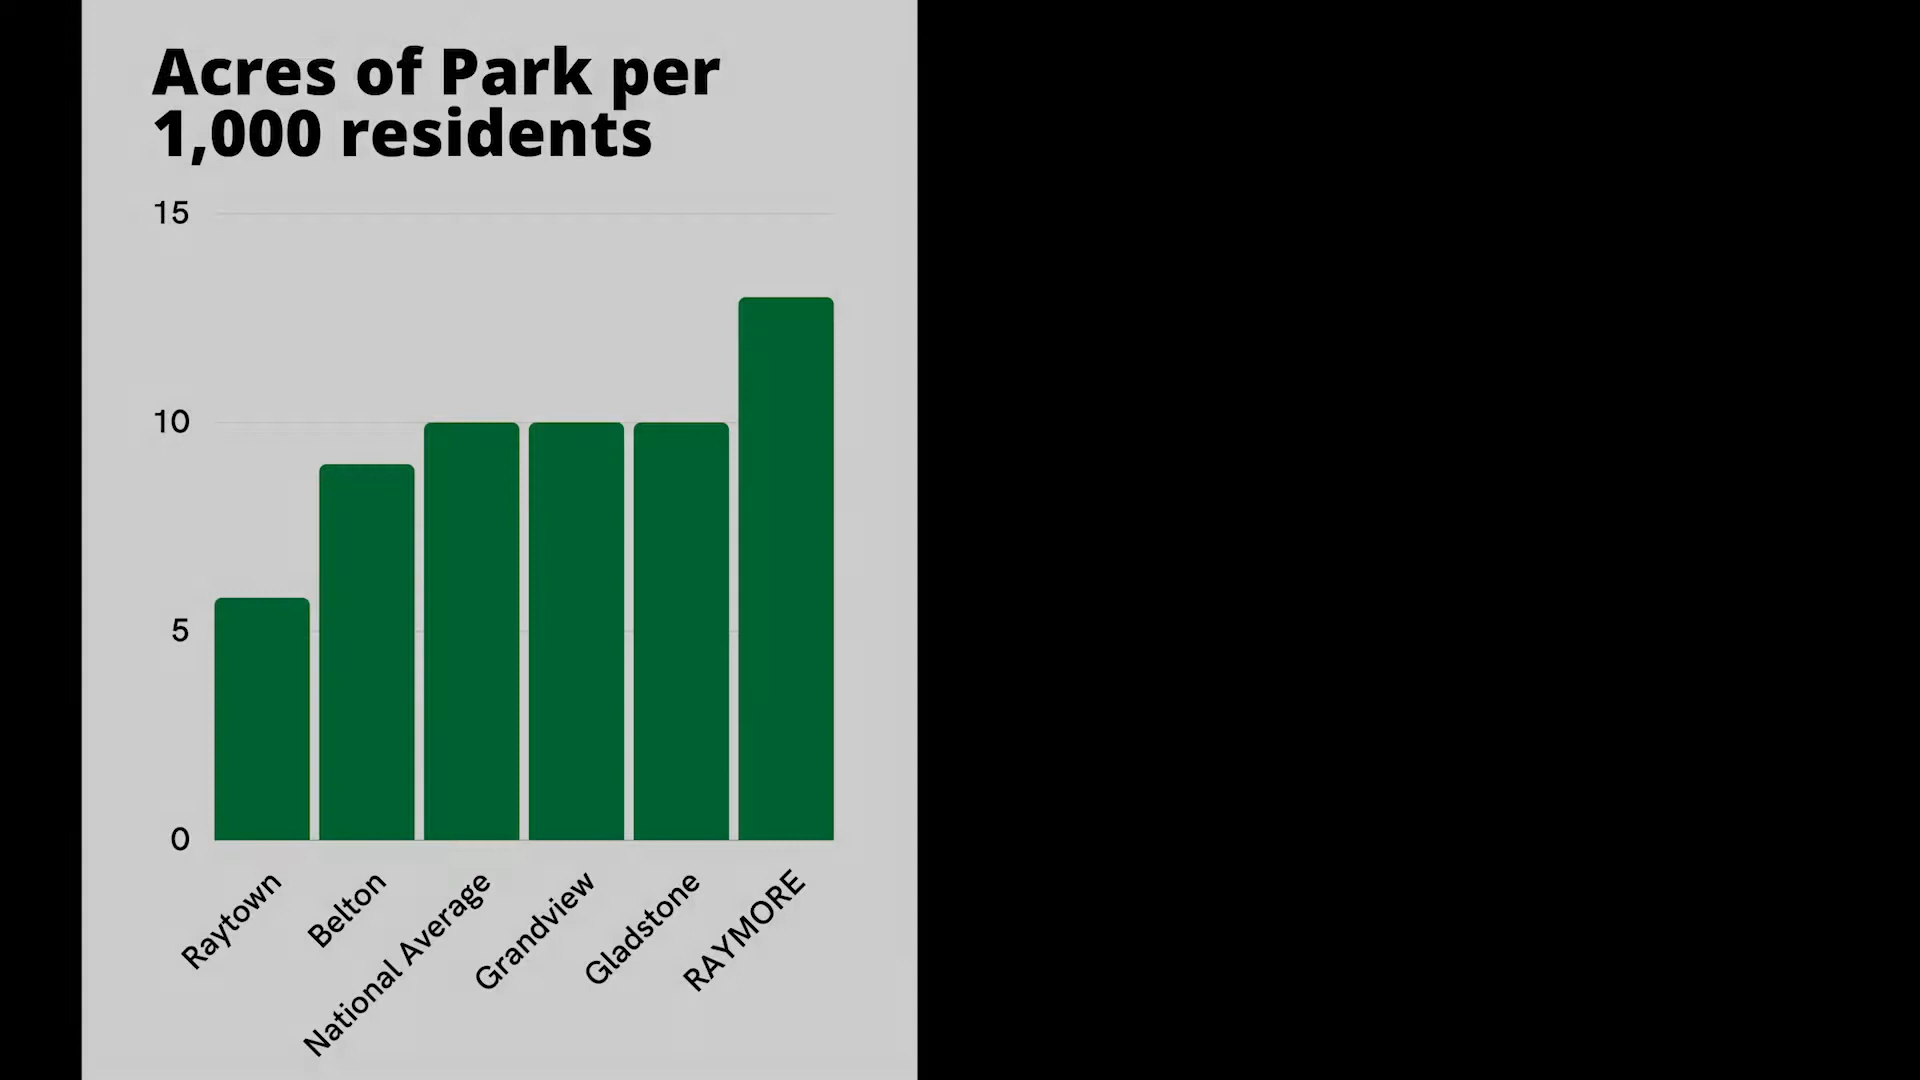 Acres of Park per
1,000 residents
15
10
5
0
Raytown
Belton
National Average
Grandview
Gladstone
RAYMORE